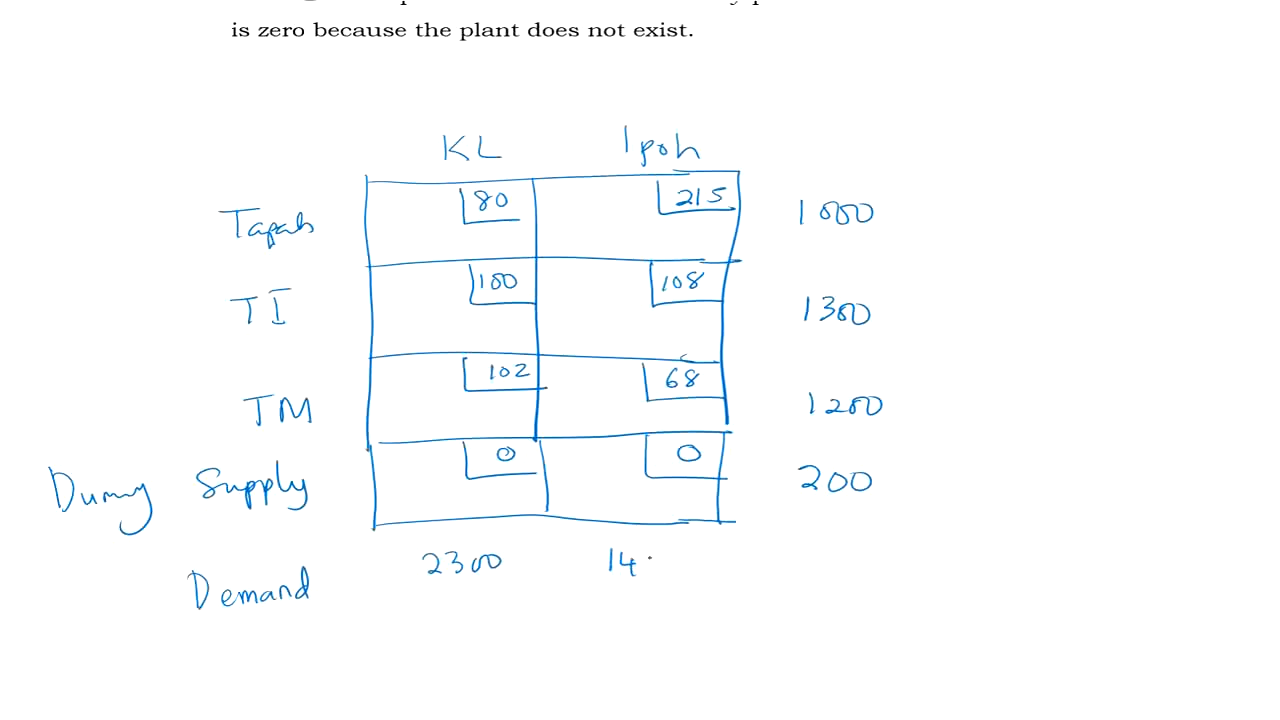 is zero because the plant does not exist.
KL Ipoh
Tapah 80 215 1000
TI 100 108 1300
TM 102 68 1200
Dummy Supply 0 0 200
Demand 2300 14